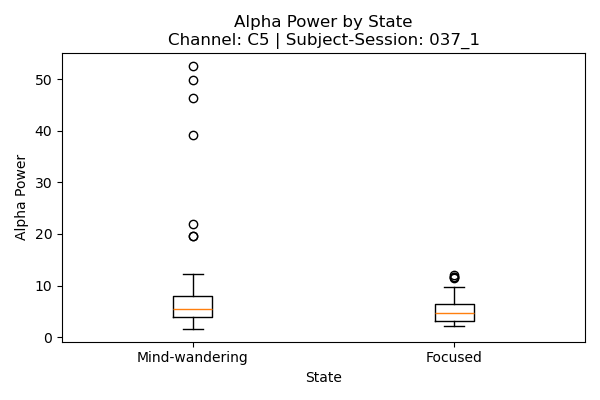 Alpha Power by State
Channel: C5 | Subject-Session: 037_1
50
40
30
20
10
0
Alpha Power
Mind-wandering
Focused
State